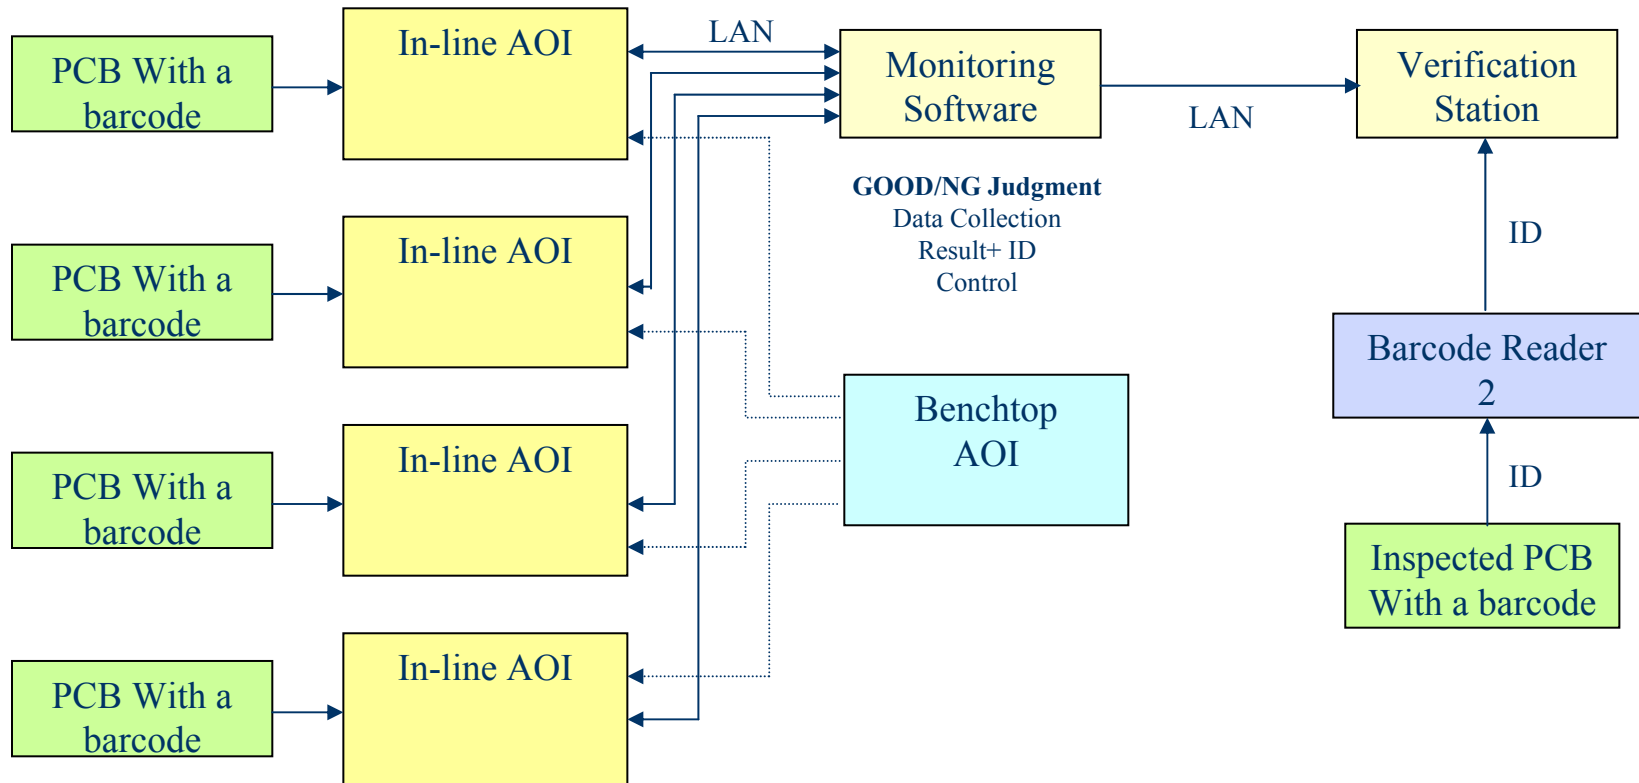 PCB With a
barcode
In-line AOI
LAN
Monitoring
Software
LAN
Verification
Station
GOOD/NG Judgment
Data Collection
Result+ ID
Control
PCB With a
barcode
In-line AOI
ID
Barcode Reader
2
Benchtop
AOI
PCB With a
barcode
In-line AOI
ID
Inspected PCB
With a barcode
PCB With a
barcode
In-line AOI